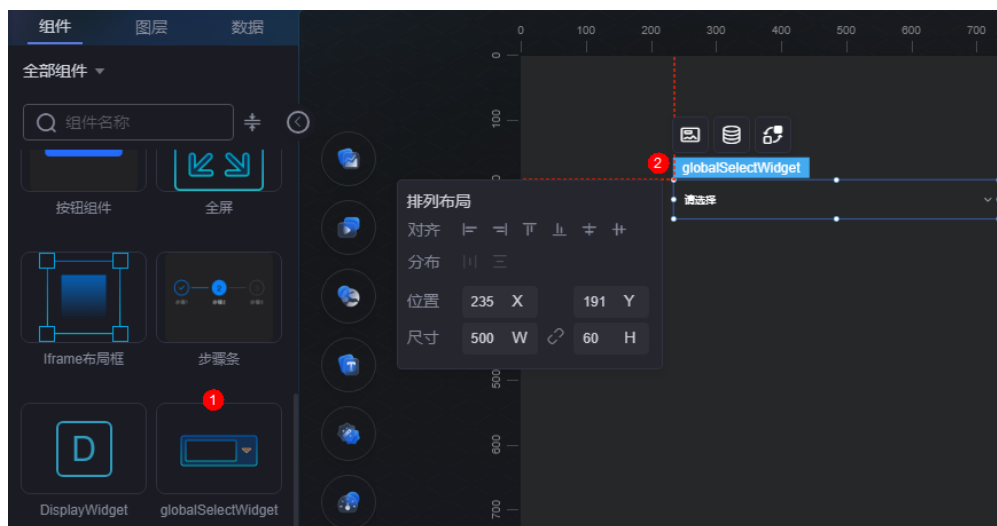 组件 图层 数据
全部组件
组件名称
按钮组件 全屏
Iframe布局框 步骤条
1
D
DisplayWidget globalSelectWidget
0 100 200 300 400 500 600 700
0
100
500
600
700
2
globalSelectWidget
请选择
排列布局
对齐
分布
位置 235 X 191 Y
尺寸 500 W 60 H